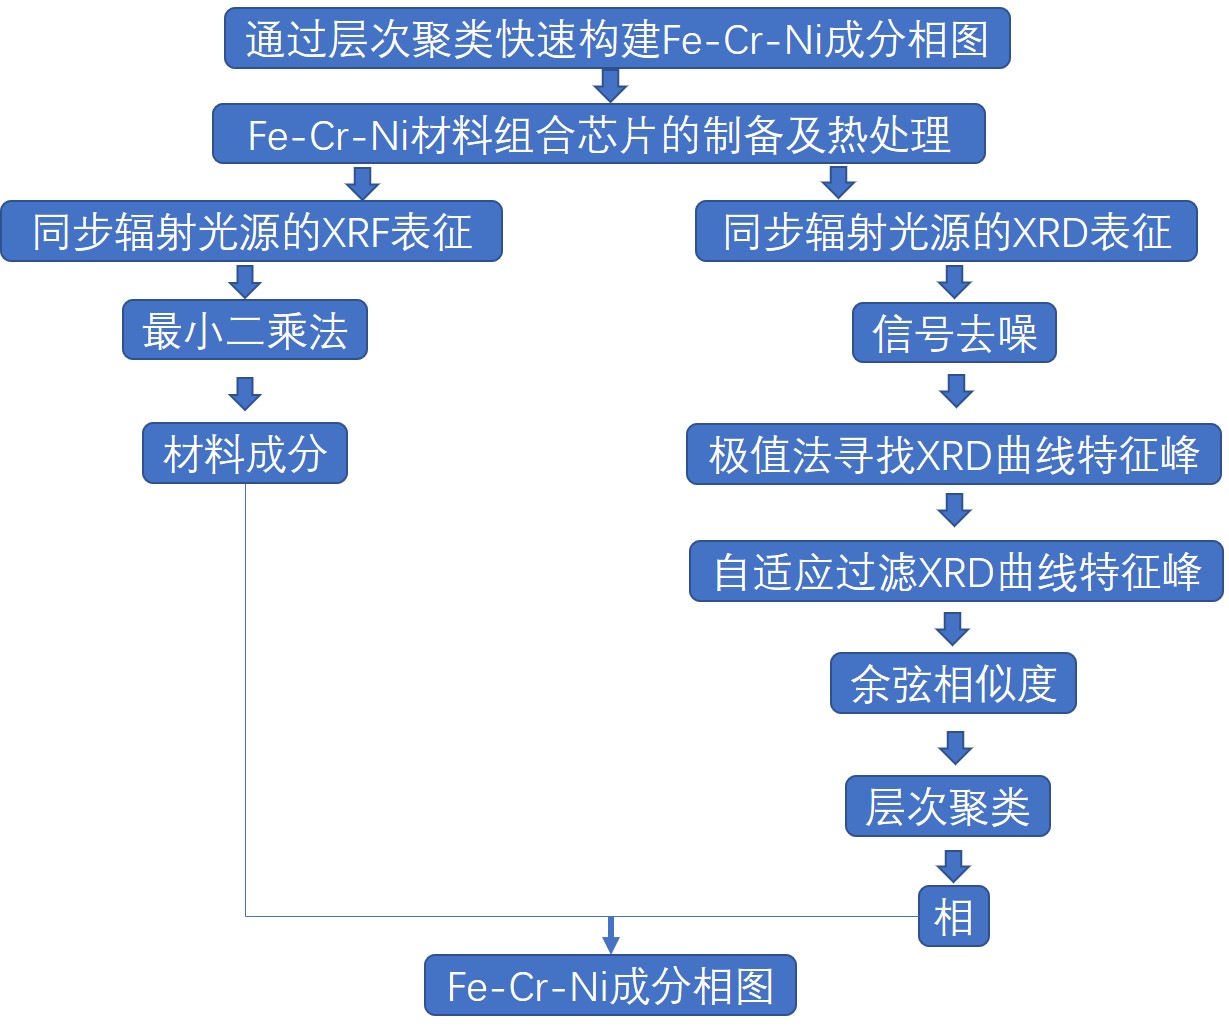 通过层次聚类快速构建Fe-Cr-Ni成分相图
Fe-Cr-Ni材料组合芯片的制备及热处理
同步辐射光源的XRF表征
同步辐射光源的XRD表征
最小二乘法
信号去噪
材料成分
极值法寻找XRD曲线特征峰
自适应过滤XRD曲线特征峰
余弦相似度
层次聚类
相
Fe-Cr-Ni成分相图